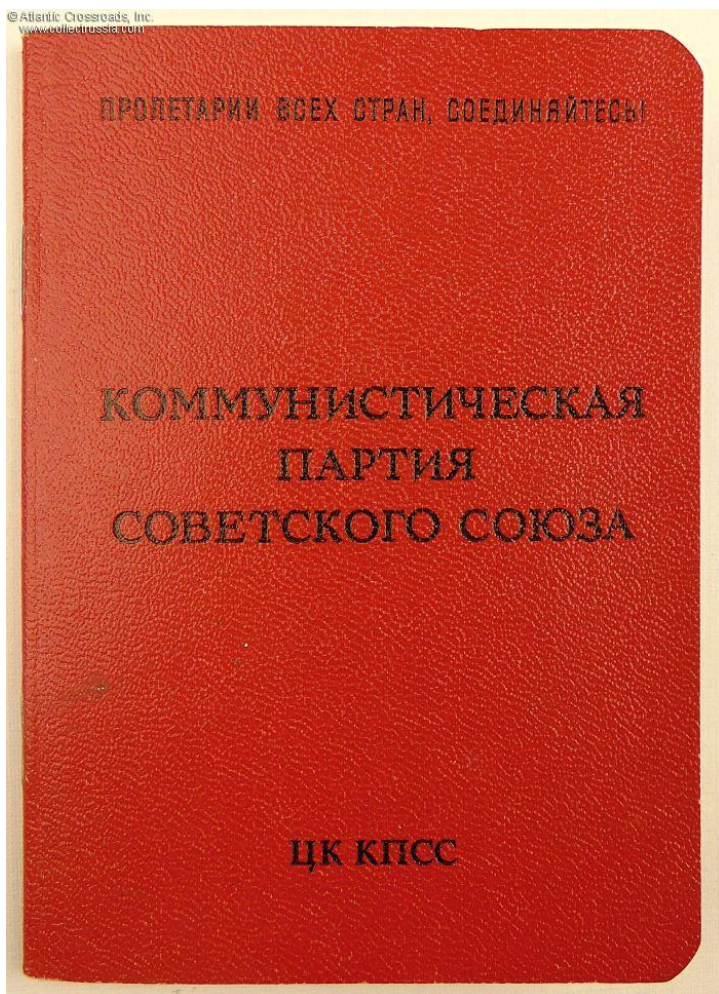 © Atlantic Crossroads, Inc.
www.collectrussia.com
ПРОЛЕТАРИИ ВСЕХ СТРАН, СОЕДИНЯЙТЕСЬ!
КОММУНИСТИЧЕСКАЯ
ПАРТИЯ
СОВЕТСКОГО СОЮЗА
ЦК КПСС